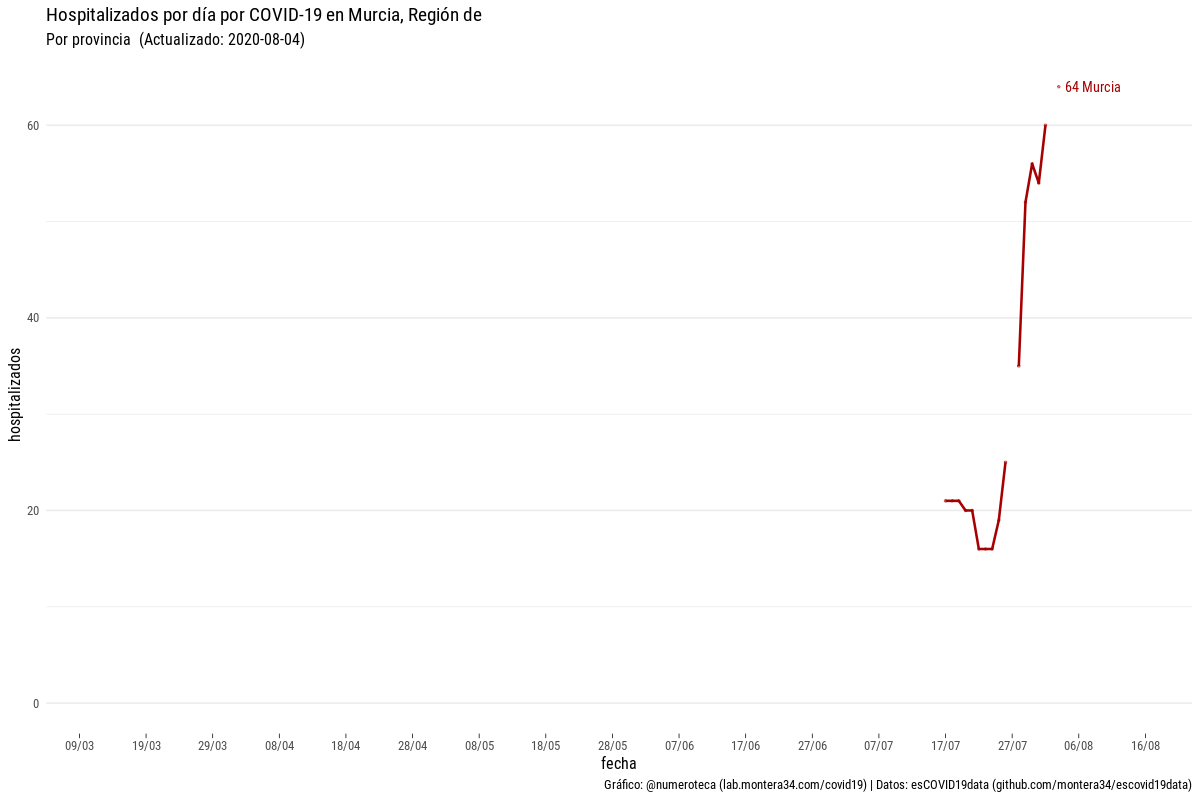 Hospitalizados por día por COVID-19 en Murcia, Región de
Por provincia  (Actualizado: 2020-08-04)
64 Murcia
60
40
20
0
hospitalizados
09/03 19/03 29/03 08/04 18/04 28/04 08/05 18/05 28/05 07/06 17/06 27/06 07/07 17/07 27/07 06/08 16/08
fecha
Gráfico: @numeroteca (lab.montera34.com/covid19) | Datos: esCOVID19data (github.com/montera34/escovid19data)